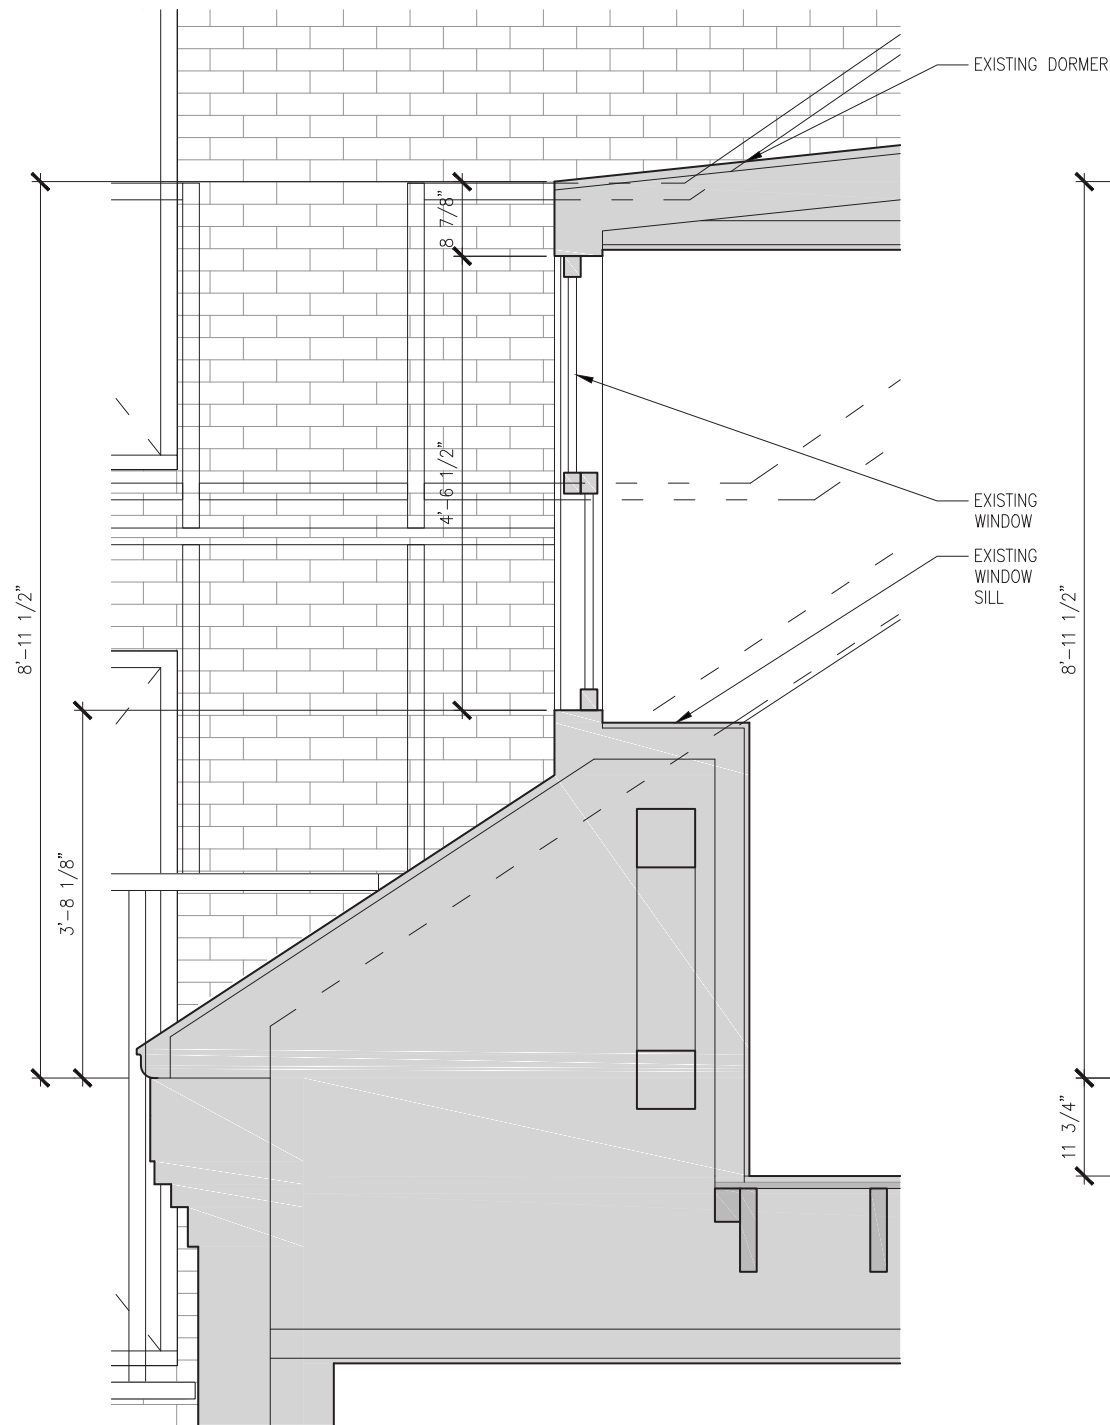 EXISTING DORMER
8 7/8"
4'-6 1/2"
EXISTING
WINDOW
EXISTING
WINDOW
SILL
8'-11 1/2"
8'-11 1/2"
3'-8 1/8"
11 3/4"